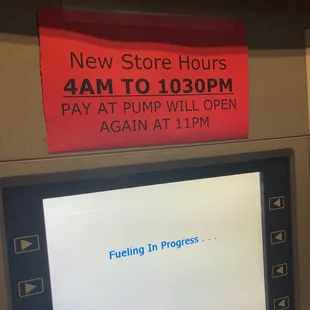 New Store Hours
4AM TO 1030PM
PAY AT PUMP WILL OPEN
AGAIN AT 11PM
Fueling In Progress . . .